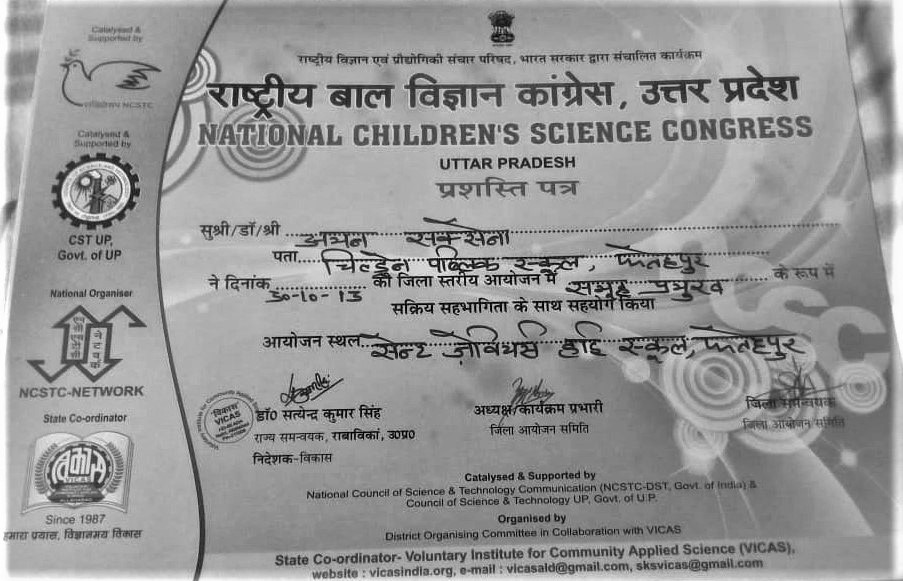 Catalysed &
Supported by
एनसीएसटीसी NCSTC
Catalysed &
Supported by
CST UP,
Govt. of UP
National Organiser
एनसीएसटीसी
नेटवर्क
NCSTC-NETWORK
State Co-ordinator
विकास
VICAS
Since 1987
हमारा प्रयास, विज्ञानमय विकास
राष्ट्रीय विज्ञान एवं प्रौद्योगिकी संचार परिषद, भारत सरकार द्वारा संचालित कार्यक्रम
राष्ट्रीय बाल विज्ञान कांग्रेस, उत्तर प्रदेश
NATIONAL CHILDREN'S SCIENCE CONGRESS
UTTAR PRADESH
प्रशस्ति पत्र
सुश्री/डॉ/श्री सक्सेना
पता चिल्ड्रेन पब्लिक स्कूल, फतेहपुर
ने दिनांक 30-10-13 की जिला स्तरीय आयोजन में समूह प्रमुख के रूप में
सक्रिय सहभागिता के साथ सहयोग किया
आयोजन स्थल सेन्ट जेवियर्स हाई स्कूल, फतेहपुर
विकास
VICAS
डॉ0 सत्येन्द्र कुमार सिंह
राज्य समन्वयक, राबाविकां, उ0प्र0
निदेशक-विकास
अध्यक्ष/कार्यक्रम प्रभारी
जिला आयोजन समिति
जिला समन्वयक
जिला आयोजन समिति
Catalysed & Supported by
National Council of Science & Technology Communication (NCSTC-DST, Govt. of India) &
Council of Science & Technology UP, Govt. of U.P.
Organised by
District Organising Committee in Collaboration with VICAS
State Co-ordinator- Voluntary Institute for Community Applied Science (VICAS),
website : vicasindia.org, e-mail : vicasald@gmail.com, sksvicas@gmail.com